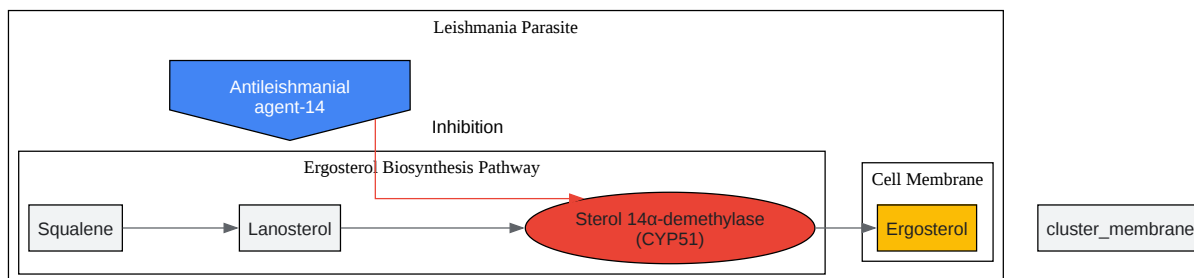 Leishmania Parasite
Antileishmanial
agent-14
Inhibition
Ergosterol Biosynthesis Pathway
Cell Membrane
Squalene
Lanosterol
Sterol 14α-demethylase
(CYP51)
Ergosterol
cluster_membrane